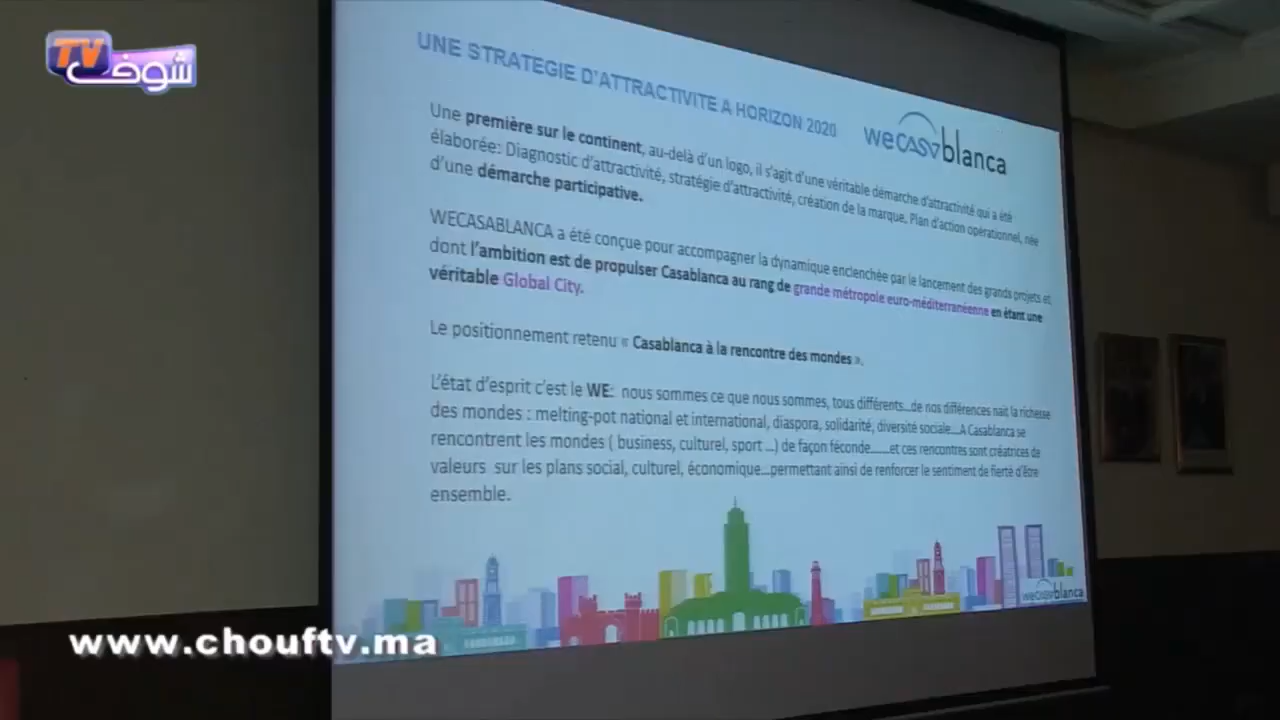 TV شوف
UNE STRATEGIE D'ATTRACTIVITE A HORIZON 2020
wecasablanca
Une première sur le continent, au-delà d'un logo, il s'agit d'une véritable démarche d'attractivité qui a été
élaborée: Diagnostic d'attractivité, stratégie d'attractivité, création de la marque, Plan d'action opérationnel, née
d'une démarche participative.
WECASABLANCA a été conçue pour accompagner la dynamique enclenchée par le lancement des grands projets et
dont l'ambition est de propulser Casablanca au rang de grande métropole euro-méditerranéenne en étant une
véritable Global City.
Le positionnement retenu « Casablanca à la rencontre des mondes ».
L'état d'esprit c'est le WE: nous sommes ce que nous sommes, tous différents...de nos différences nait la richesse
des mondes : melting-pot national et international, diaspora, solidarité, diversité sociale....A Casablanca se
rencontrent les mondes ( business, culturel, sport ...) de façon féconde.......et ces rencontres sont créatrices de
valeurs sur les plans social, culturel, économique...permettant ainsi de renforcer le sentiment de fierté d'être
ensemble.
wecasablanca
www.chouftv.ma